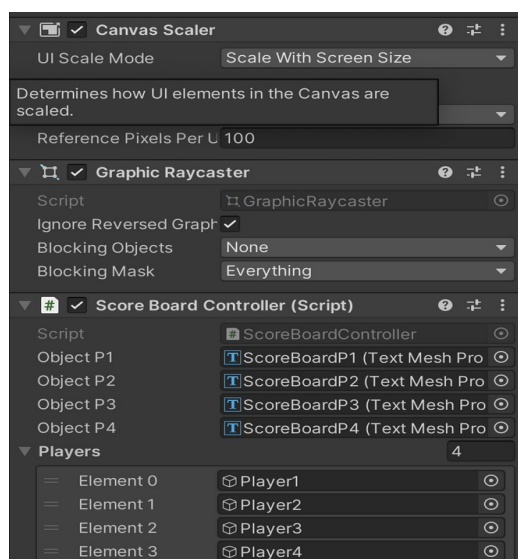 Canvas Scaler
UI Scale Mode Scale With Screen Size
Determines how UI elements in the Canvas are
scaled.
Reference Pixels Per U 100
Graphic Raycaster
Script GraphicRaycaster
Ignore Reversed Graph
Blocking Objects None
Blocking Mask Everything
# Score Board Controller (Script)
Script # ScoreBoardController
Object P1 T ScoreBoardP1 (Text Mesh Pro
Object P2 T ScoreBoardP2 (Text Mesh Pro
Object P3 T ScoreBoardP3 (Text Mesh Pro
Object P4 T ScoreBoardP4 (Text Mesh Pro
Players 4
Element 0 Player1
Element 1 Player2
Element 2 Player3
Element 3 Player4